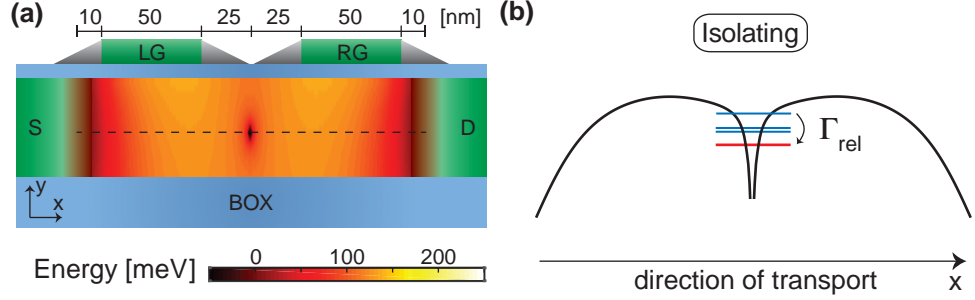 (a)
10 50 25 25 50 10 [nm]
LG RG
S D
y
x
BOX
Energy [meV]
0 100 200
(b)
Isolating
Γrel
direction of transport x